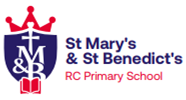 M
& B
St Mary's
& St Benedict's
RC Primary School